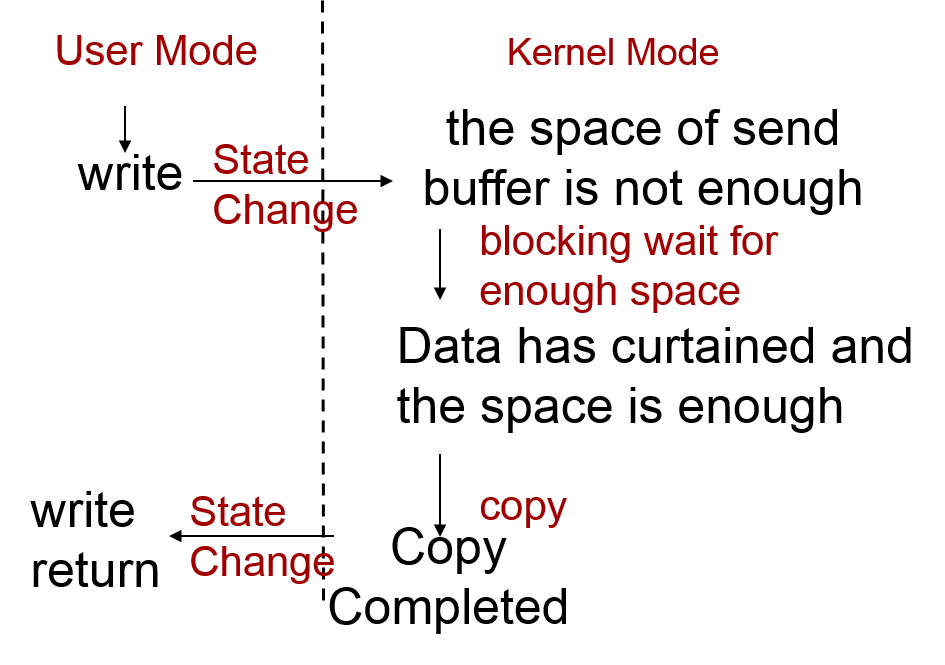 User Mode
Kernel Mode
the space of send
write
State
buffer is not enough
Change
blocking wait for
enough space
Data has curtained and
the space is enough
write
State
copy
return
Change
Copy
Completed